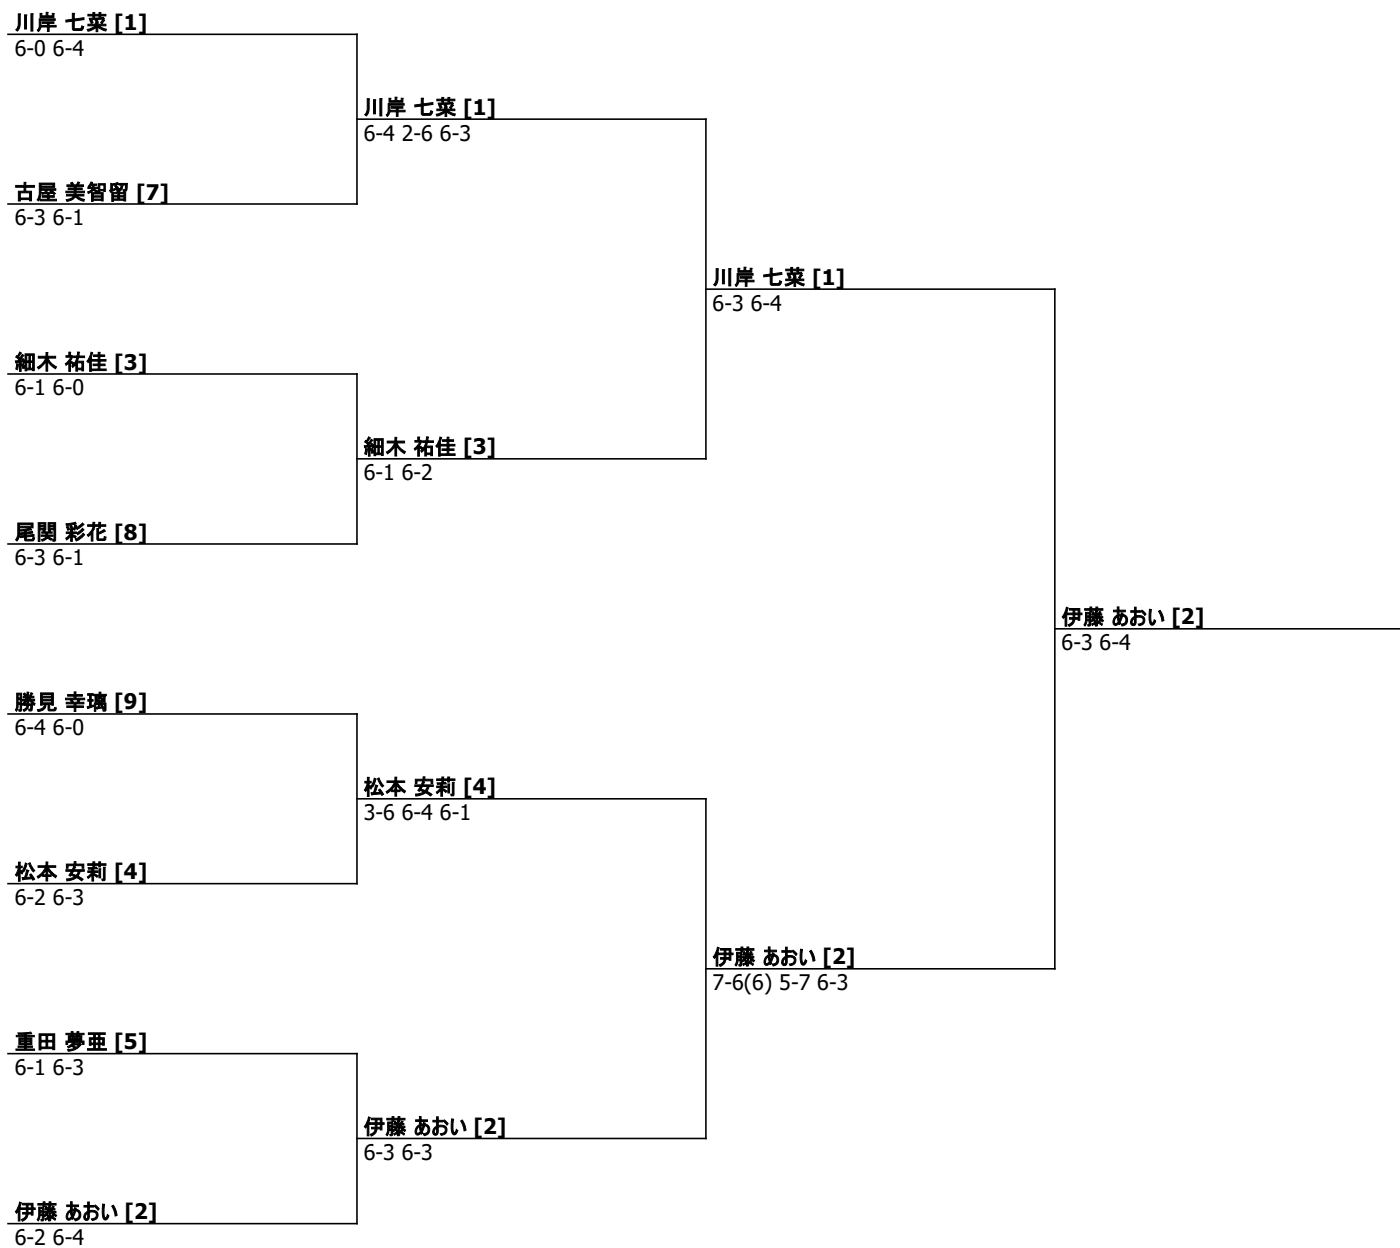 川岸 七菜 [1]
6-0 6-4
川岸 七菜 [1]
6-4 2-6 6-3
古屋 美智留 [7]
6-3 6-1
川岸 七菜 [1]
6-3 6-4
細木 祐佳 [3]
6-1 6-0
細木 祐佳 [3]
6-1 6-2
尾関 彩花 [8]
6-3 6-1
伊藤 あおい [2]
6-3 6-4
勝見 幸璃 [9]
6-4 6-0
松本 安莉 [4]
3-6 6-4 6-1
松本 安莉 [4]
6-2 6-3
伊藤 あおい [2]
7-6(6) 5-7 6-3
重田 夢亜 [5]
6-1 6-3
伊藤 あおい [2]
6-3 6-3
伊藤 あおい [2]
6-2 6-4